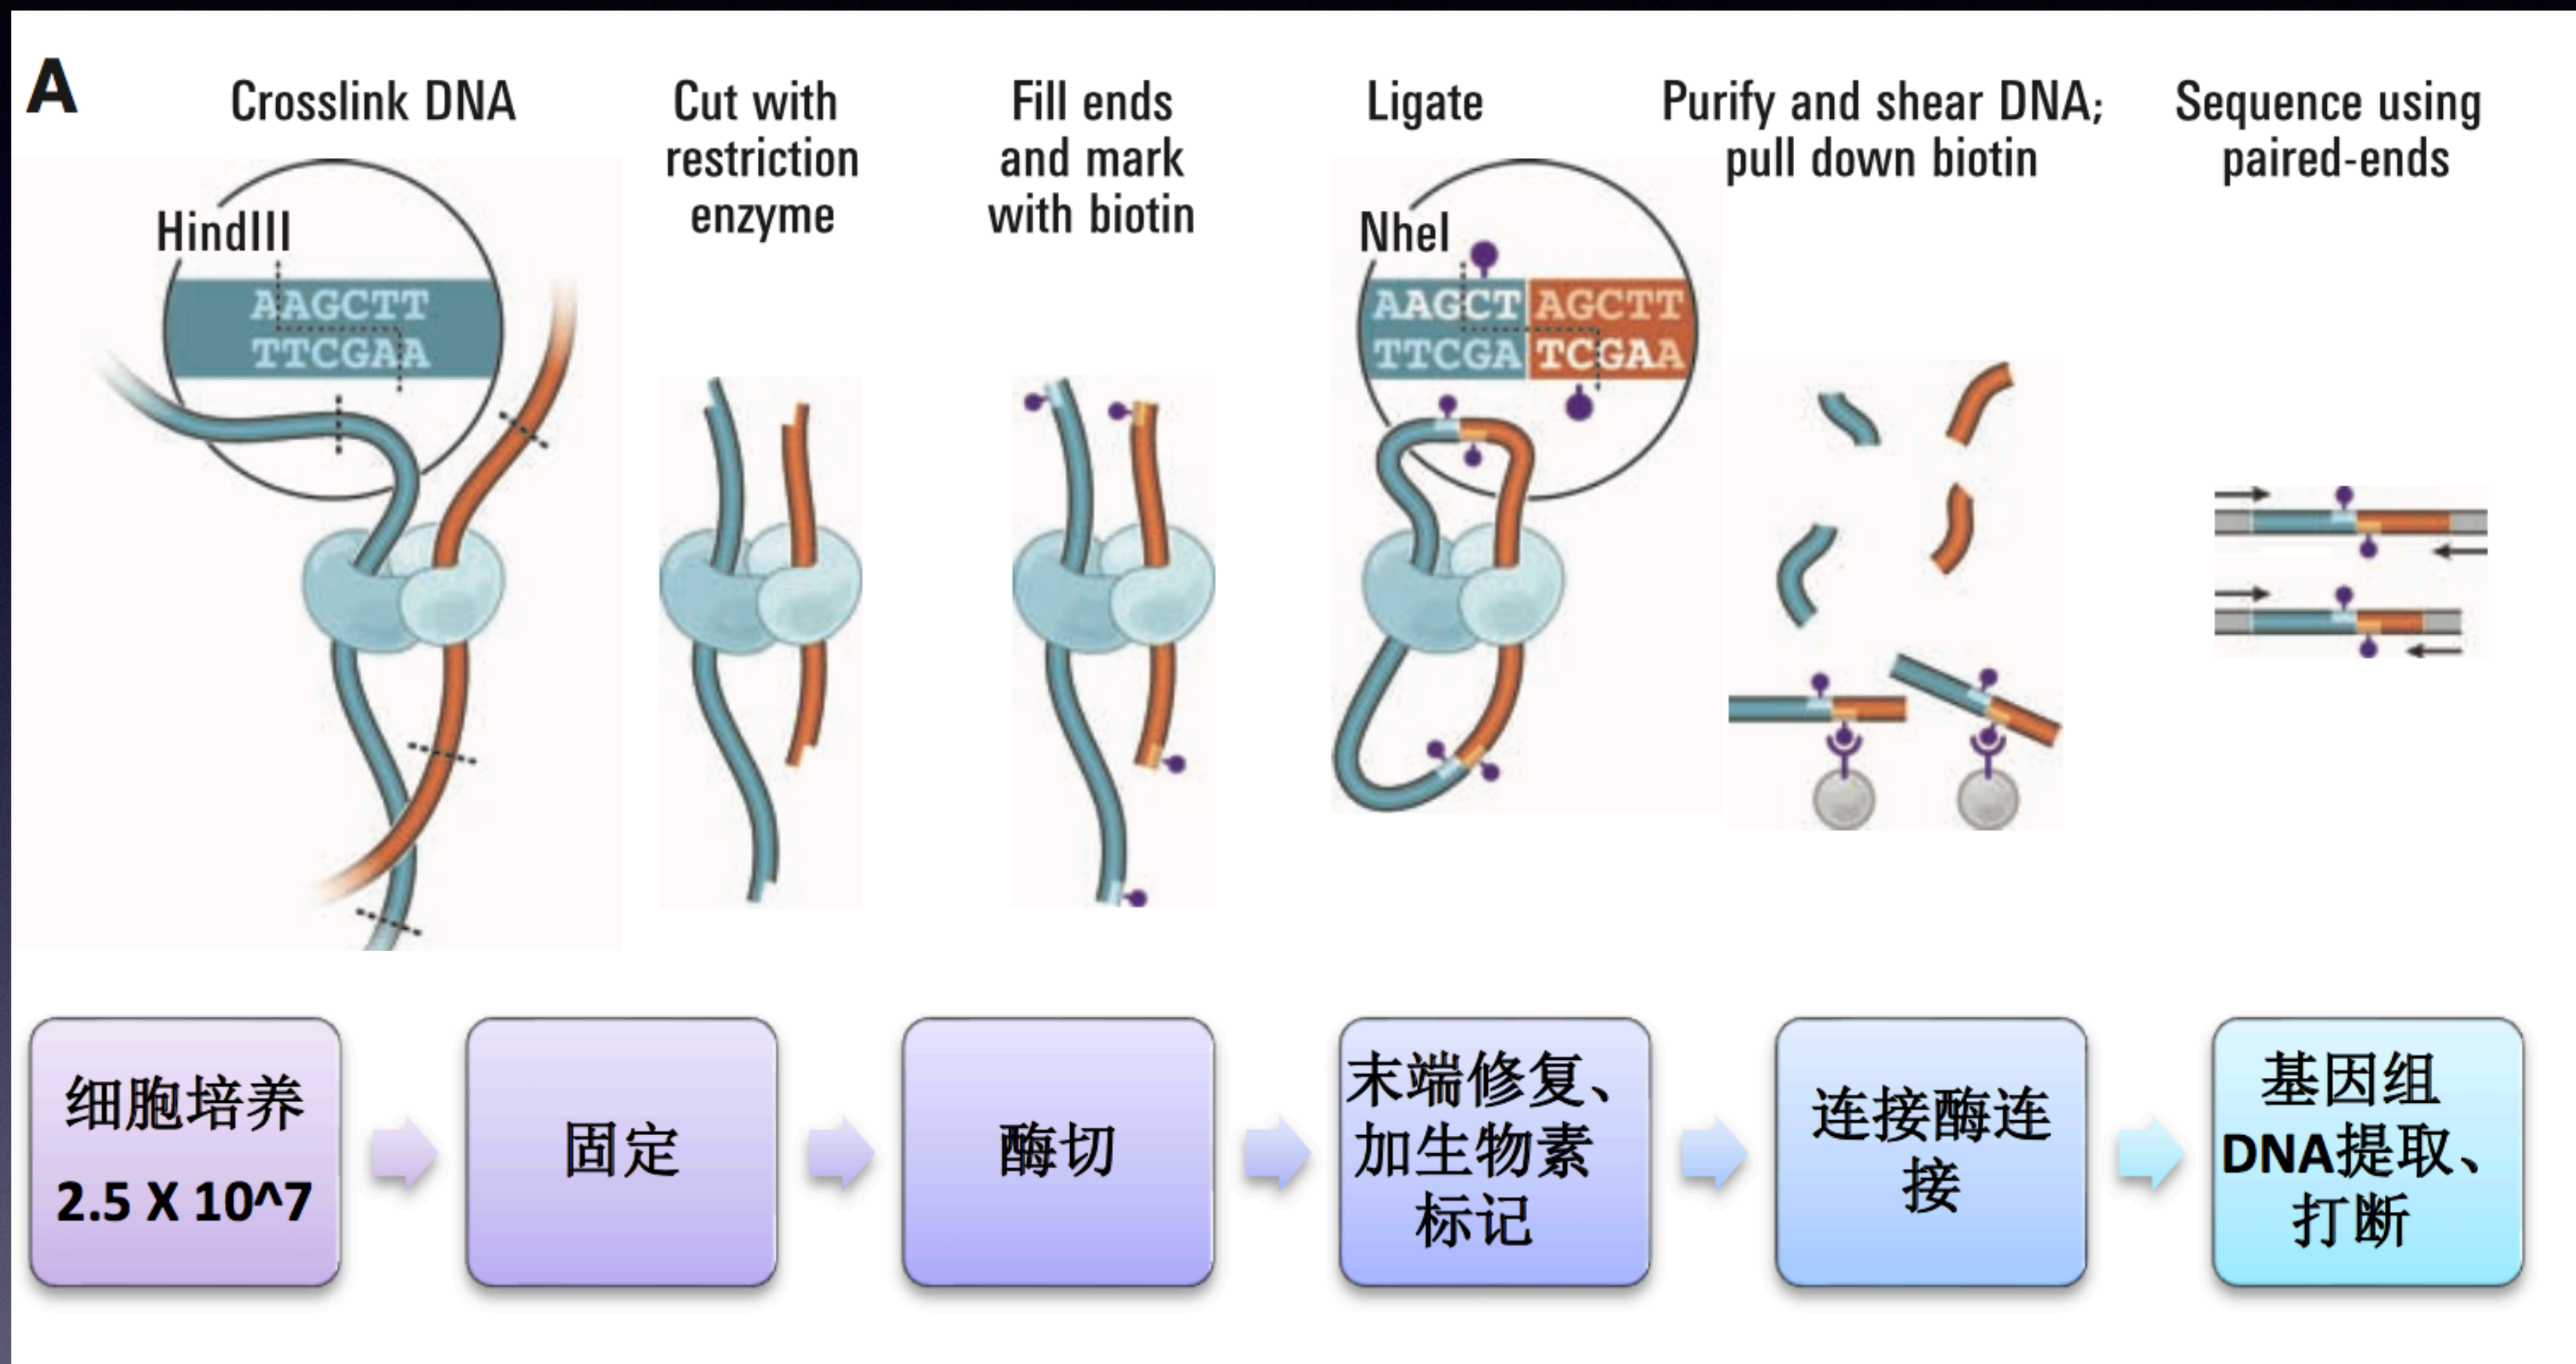 A
Crosslink DNA
Cut with
restriction
enzyme
Fill ends
and mark
with biotin
Ligate
Purify and shear DNA;
pull down biotin
Sequence using
paired-ends
HindIII
AAGCTT
TTCGAA
NheI
AAGCT AGCTT
TTCGA TCGAA
细胞培养
2.5 X 10^7
固定
酶切
末端修复、
加生物素
标记
连接酶连
接
基因组
DNA提取、
打断